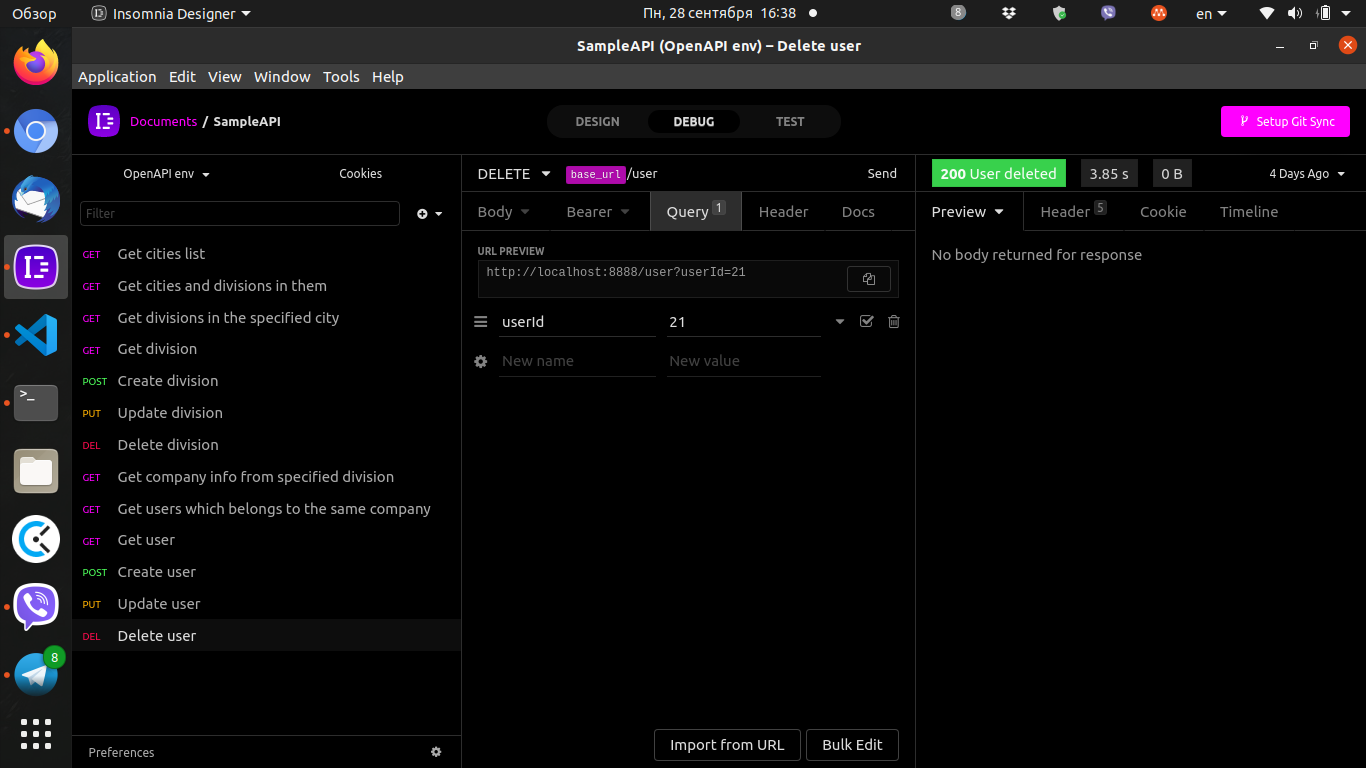 Обзор Insomnia Designer Пн, 28 сентября 16:38 8 en
SampleAPI (OpenAPI env) – Delete user
Application Edit View Window Tools Help
Documents / SampleAPI DESIGN DEBUG TEST Setup Git Sync
OpenAPI env Cookies
DELETE base_url/user Send
200 User deleted 3.85 s 0 B 4 Days Ago
Filter
Body Bearer Query 1 Header Docs
Preview Header 5 Cookie Timeline
GET Get cities list
GET Get cities and divisions in them
GET Get divisions in the specified city
GET Get division
POST Create division
PUT Update division
DEL Delete division
GET Get company info from specified division
GET Get users which belongs to the same company
GET Get user
POST Create user
PUT Update user
DEL Delete user
Preferences
URL PREVIEW
http://localhost:8888/user?userId=21
userId 21
New name New value
Import from URL Bulk Edit
No body returned for response
>_
8